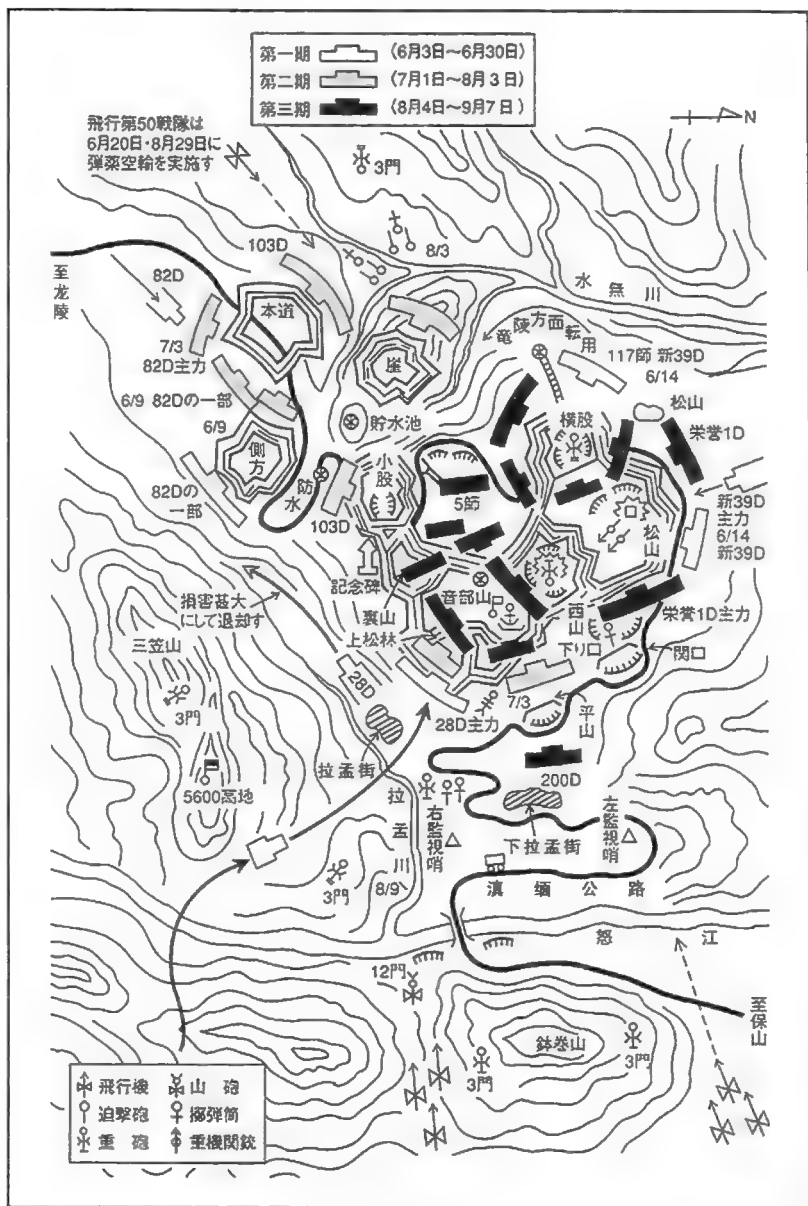 第一期 (6月3日～6月30日)
第二期 (7月1日～8月3日)
第三期 (8月4日～9月7日)
N
飛行第50戦隊は
6月20日・8月29日に
弾薬空輸を実施す
3門
8/3
103D
至龙陵
82D
本道
水無川
竜陵方面転用
7/3
82D主力
崖
117師 新39D
6/14
6/9 82Dの一部
6/9
松山
側方
貯水池
横股
栄誉1D
小股
防水
5節
82Dの
一部
103D
松山
新39D
主力
6/14
新39D
記念碑
音部山
裏山
損害甚大
にして退却す
上松林
西山
栄誉1D主力
三笠山
下り口
関口
28D
3門
7/3
28D主力
平山
拉孟街
200D
5600高地
拉孟川
右監視哨
下拉孟街
左監視哨
3門
8/9
滇缅公路
怒江
12門
至保山
鉢巻山
3門
3門
飛行機
山砲
迫撃砲
擲弾筒
重砲
重機関銃